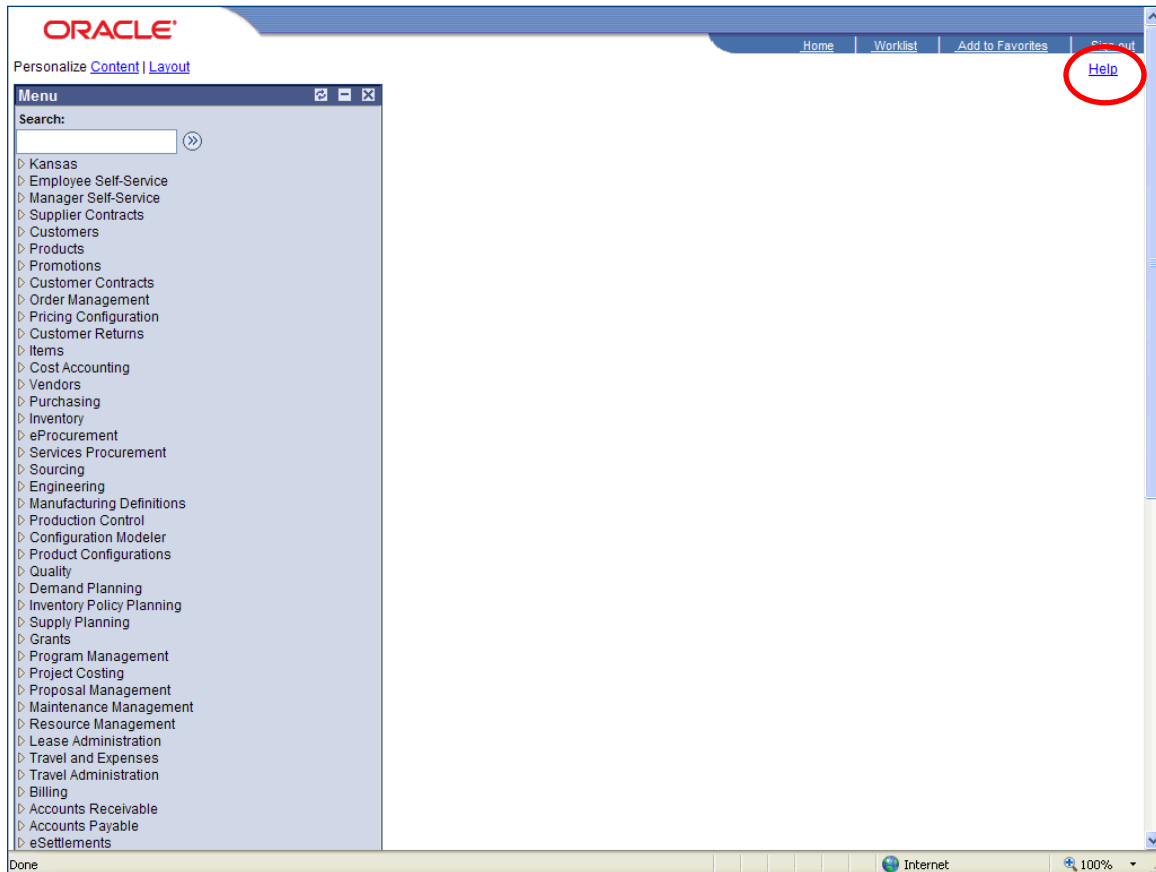 ORACLE
Home Worklist Add to Favorites Sign out
Personalize Content | Layout
Help
Menu
Search:
Kansas
Employee Self-Service
Manager Self-Service
Supplier Contracts
Customers
Products
Promotions
Customer Contracts
Order Management
Pricing Configuration
Customer Returns
Items
Cost Accounting
Vendors
Purchasing
Inventory
eProcurement
Services Procurement
Sourcing
Engineering
Manufacturing Definitions
Production Control
Configuration Modeler
Product Configurations
Quality
Demand Planning
Inventory Policy Planning
Supply Planning
Grants
Program Management
Project Costing
Proposal Management
Maintenance Management
Resource Management
Lease Administration
Travel and Expenses
Travel Administration
Billing
Accounts Receivable
Accounts Payable
eSettlements
Done Internet 100%